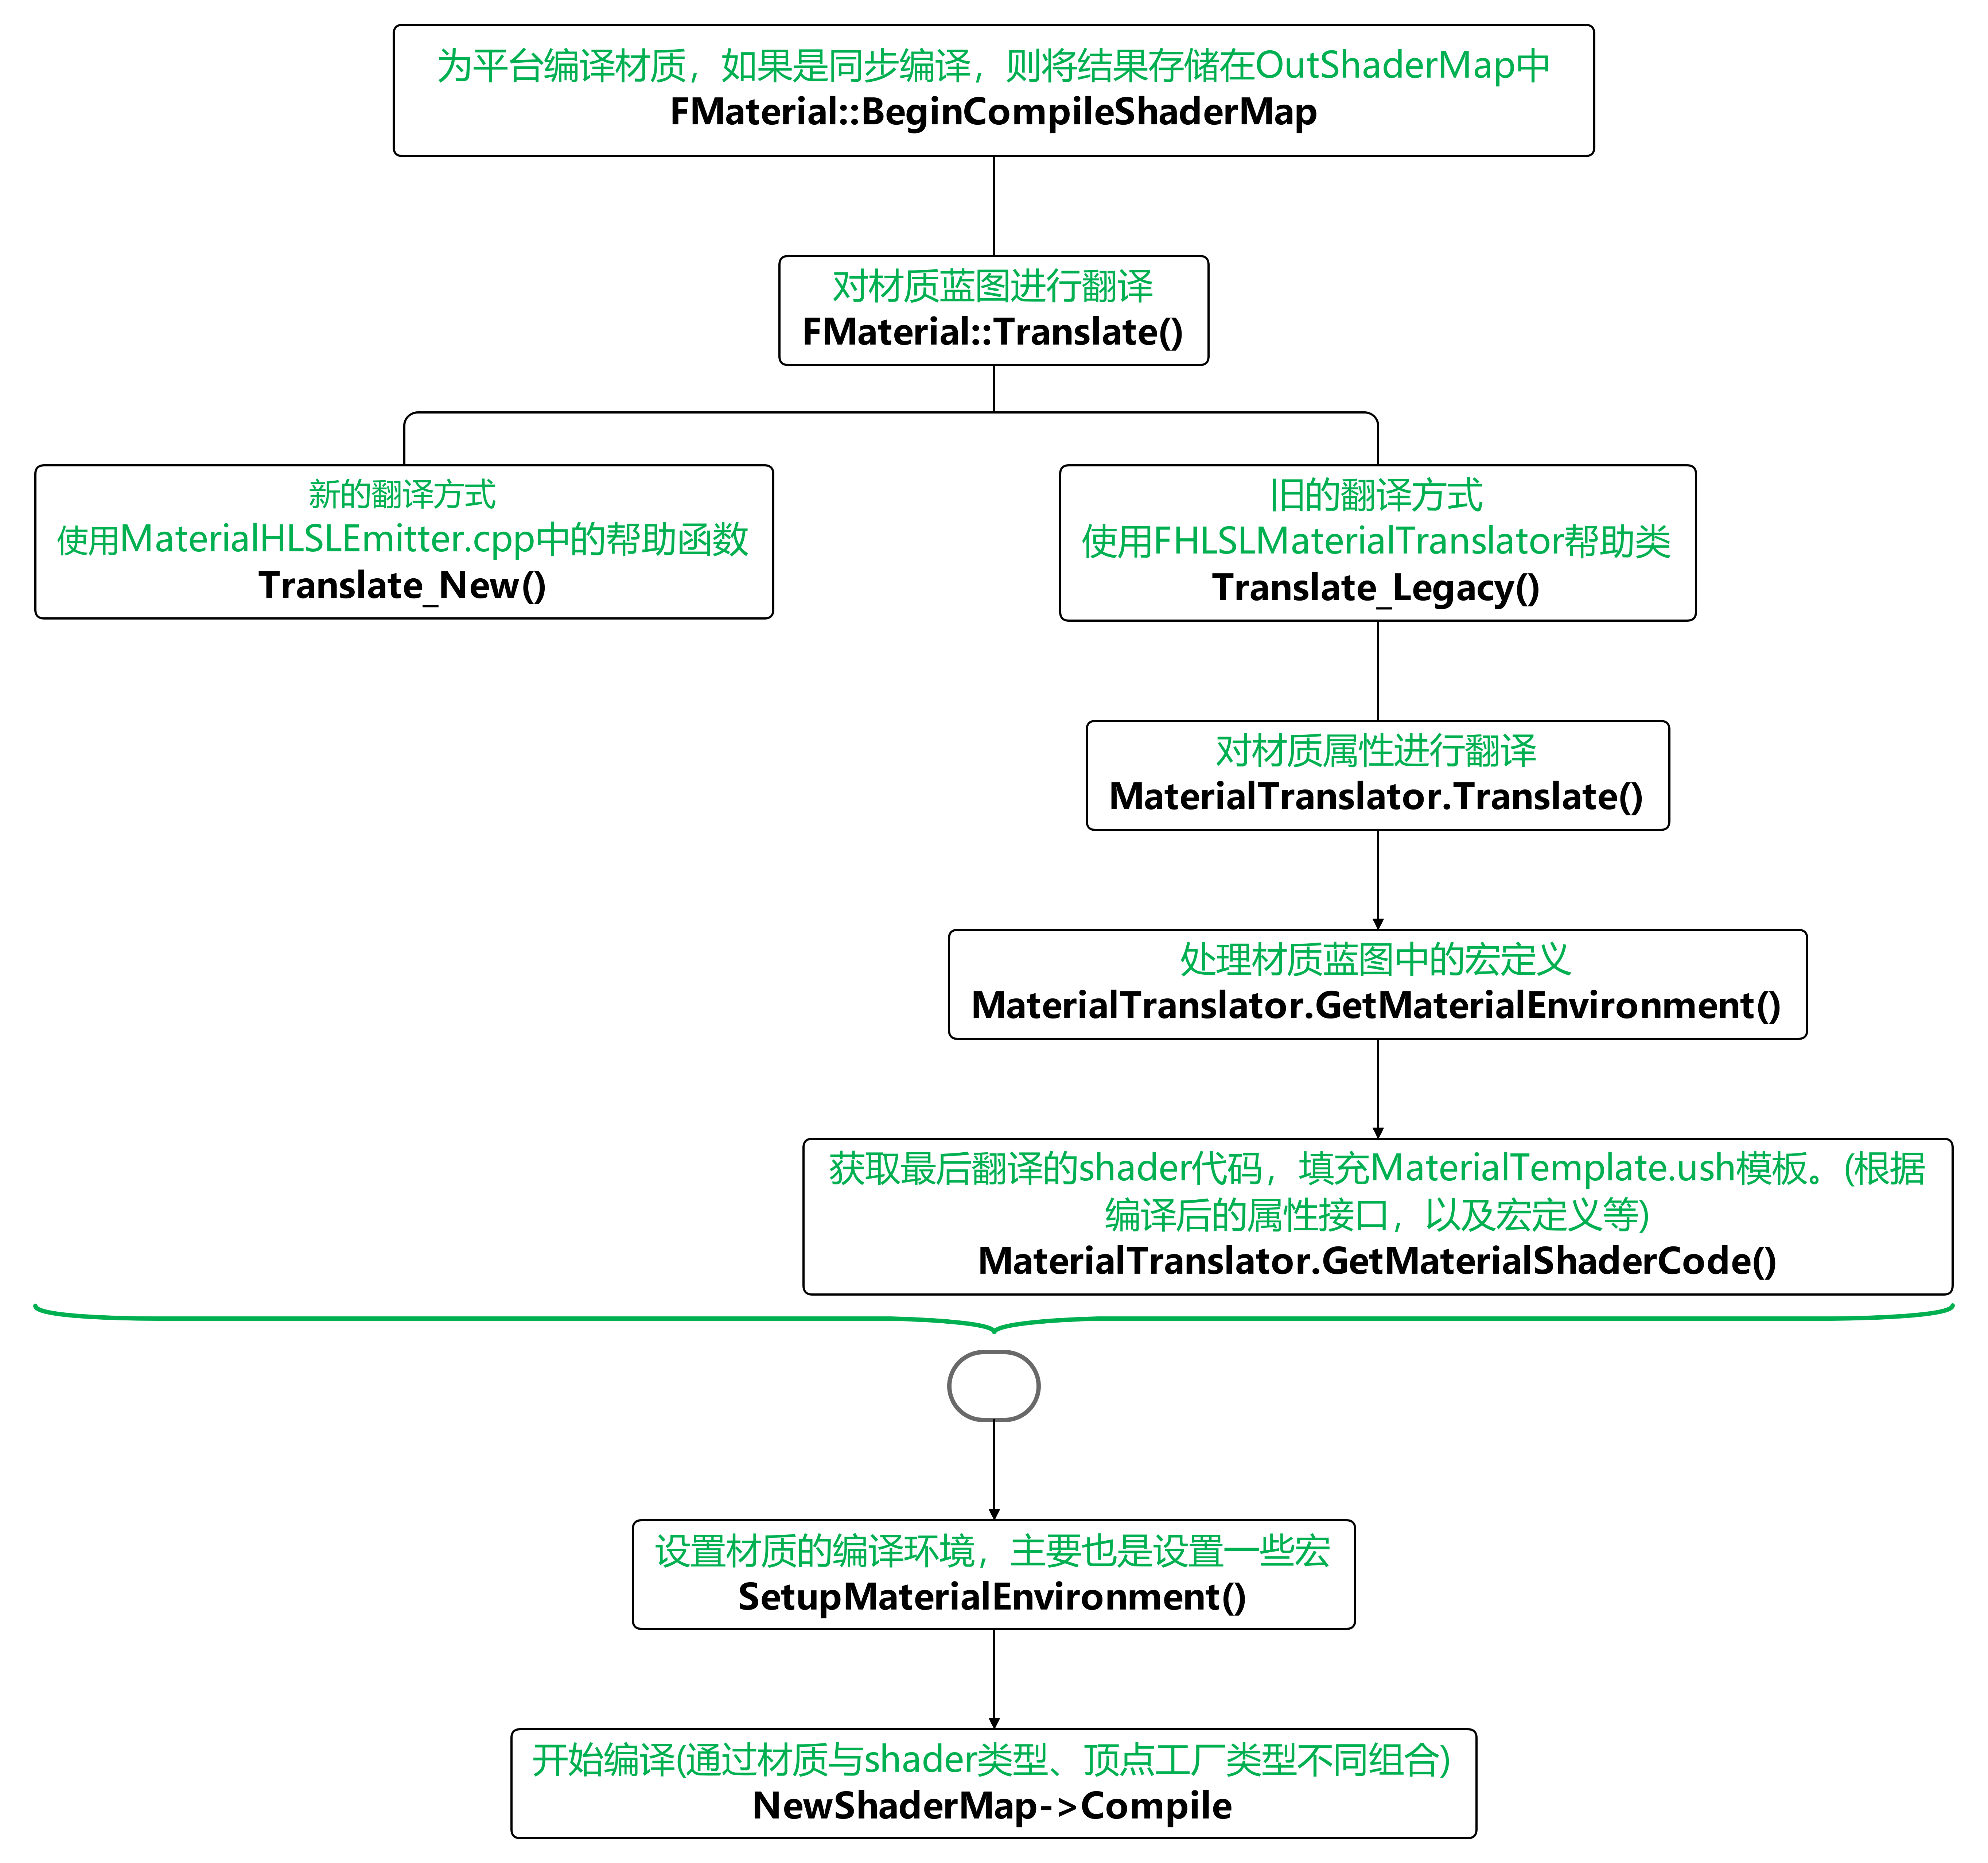 为平台编译材质，如果是同步编译，则将结果存储在OutShaderMap中
FMaterial::BeginCompileShaderMap
对材质蓝图进行翻译
FMaterial::Translate()
新的翻译方式
使用MaterialHLSLEmitter.cpp中的帮助函数
Translate_New()
旧的翻译方式
使用FHLSLMaterialTranslator帮助类
Translate_Legacy()
对材质属性进行翻译
MaterialTranslator.Translate()
处理材质蓝图中的宏定义
MaterialTranslator.GetMaterialEnvironment()
获取最后翻译的shader代码，填充MaterialTemplate.ush模板。(根据
编译后的属性接口，以及宏定义等)
MaterialTranslator.GetMaterialShaderCode()
设置材质的编译环境，主要也是设置一些宏
SetupMaterialEnvironment()
开始编译(通过材质与shader类型、顶点工厂类型不同组合)
NewShaderMap->Compile